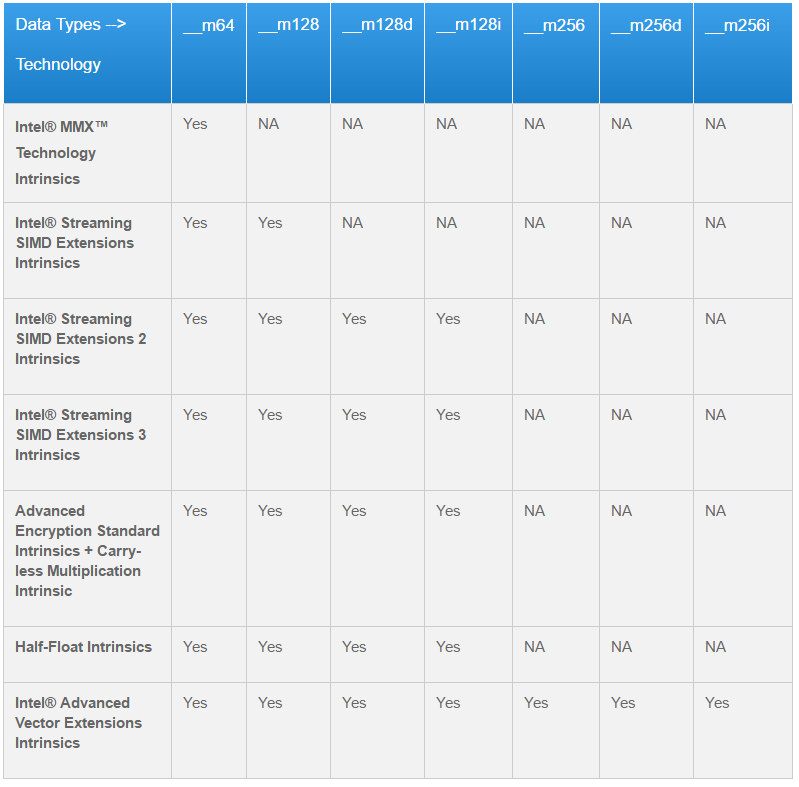 Data Types --> __m64 __m128 __m128d __m128i __m256 __m256d __m256i
Technology
Intel® MMX™ Yes NA NA NA NA NA NA
Technology
Intrinsics
Intel® Streaming Yes Yes NA NA NA NA NA
SIMD Extensions
Intrinsics
Intel® Streaming Yes Yes Yes Yes NA NA NA
SIMD Extensions 2
Intrinsics
Intel® Streaming Yes Yes Yes Yes NA NA NA
SIMD Extensions 3
Intrinsics
Advanced Yes Yes Yes Yes NA NA NA
Encryption Standard
Intrinsics + Carry-
less Multiplication
Intrinsic
Half-Float Intrinsics Yes Yes Yes Yes NA NA NA
Intel® Advanced Yes Yes Yes Yes Yes Yes Yes
Vector Extensions
Intrinsics